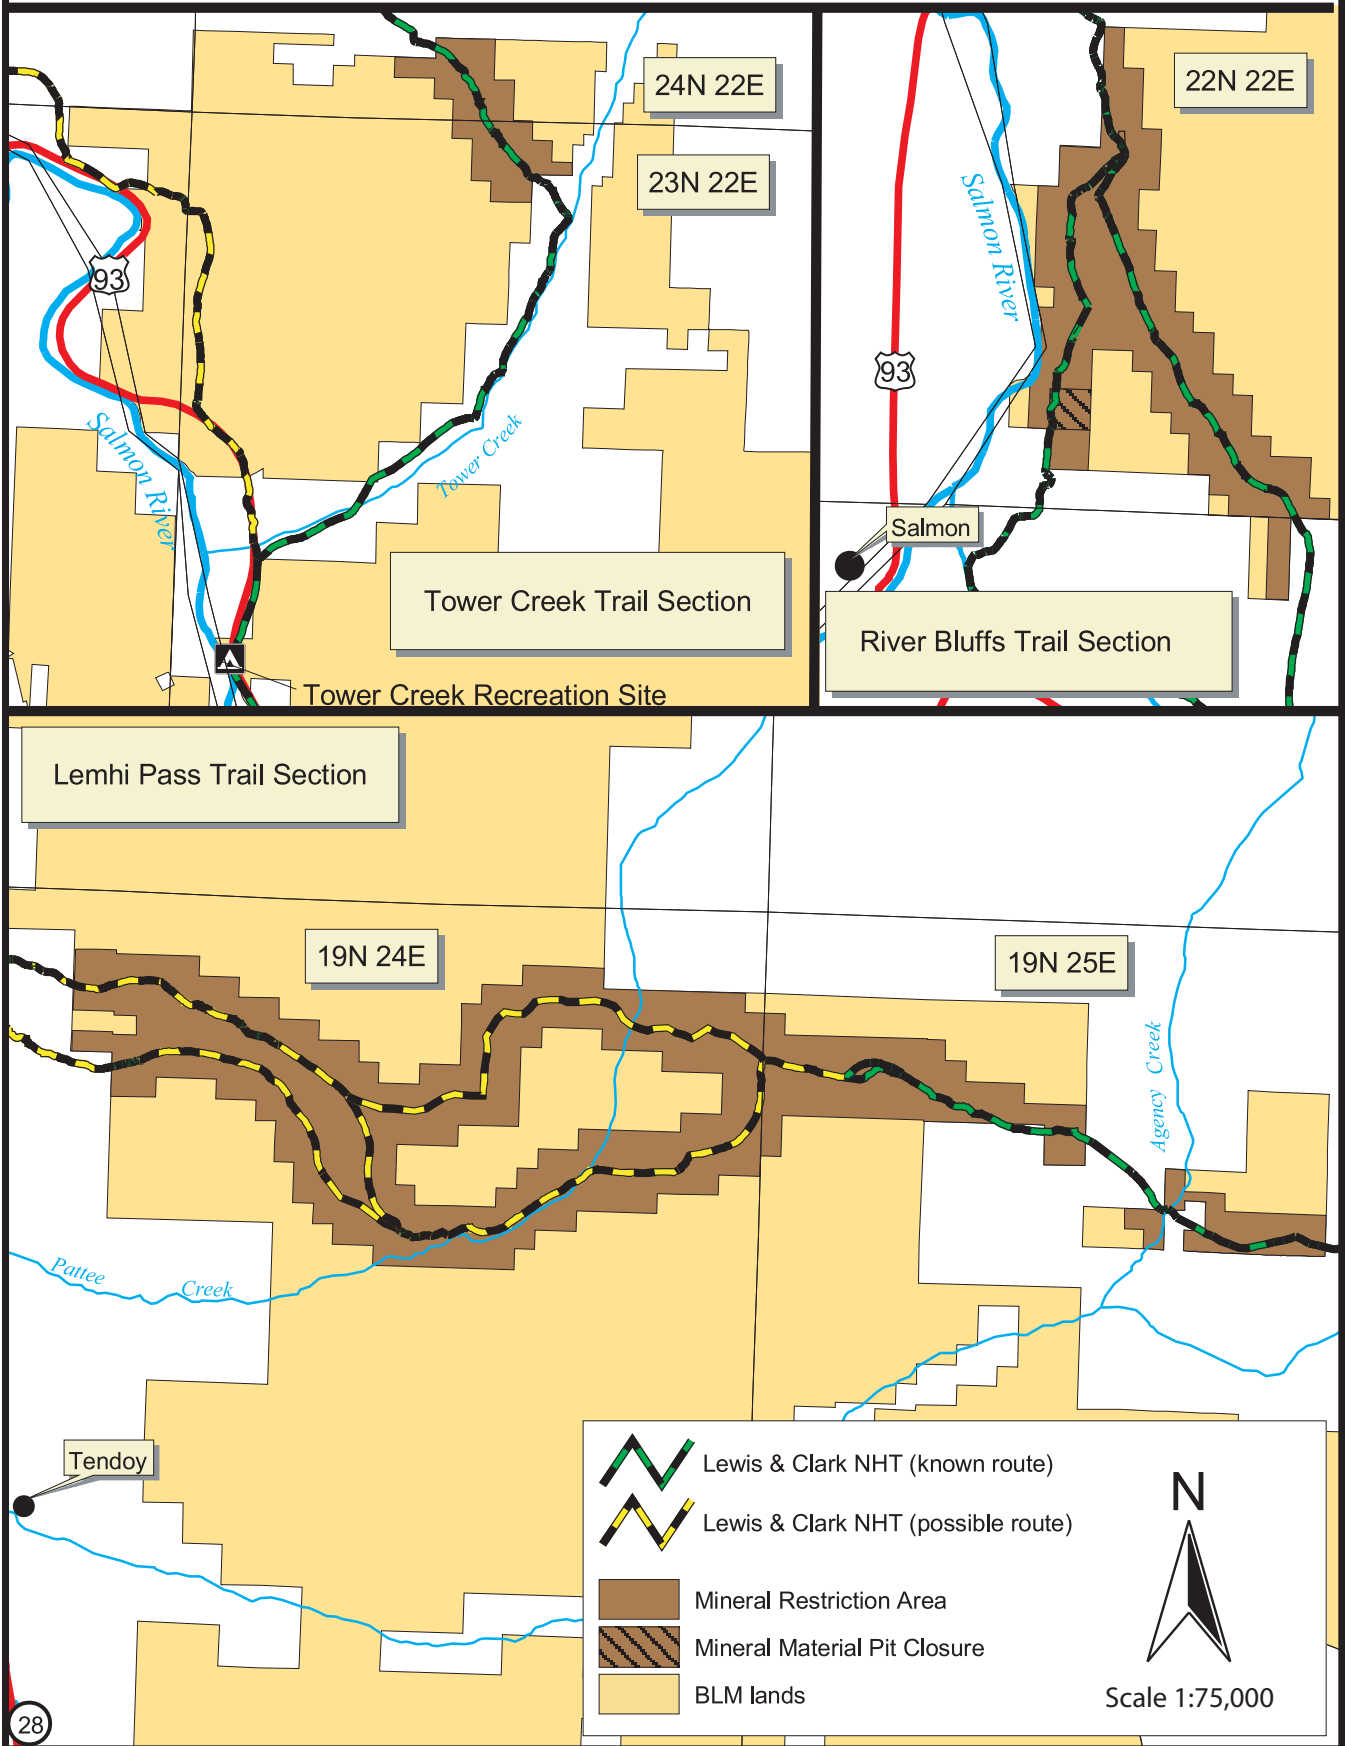 24N 22E
23N 22E
93
Salmon River
Tower Creek
Tower Creek Trail Section
Tower Creek Recreation Site
22N 22E
Salmon River
93
Salmon
River Bluffs Trail Section
Lemhi Pass Trail Section
19N 24E
19N 25E
Agency Creek
Pattee Creek
Tendoy
28
Lewis & Clark NHT (known route)
Lewis & Clark NHT (possible route)
Mineral Restriction Area
Mineral Material Pit Closure
BLM lands
N
Scale 1:75,000